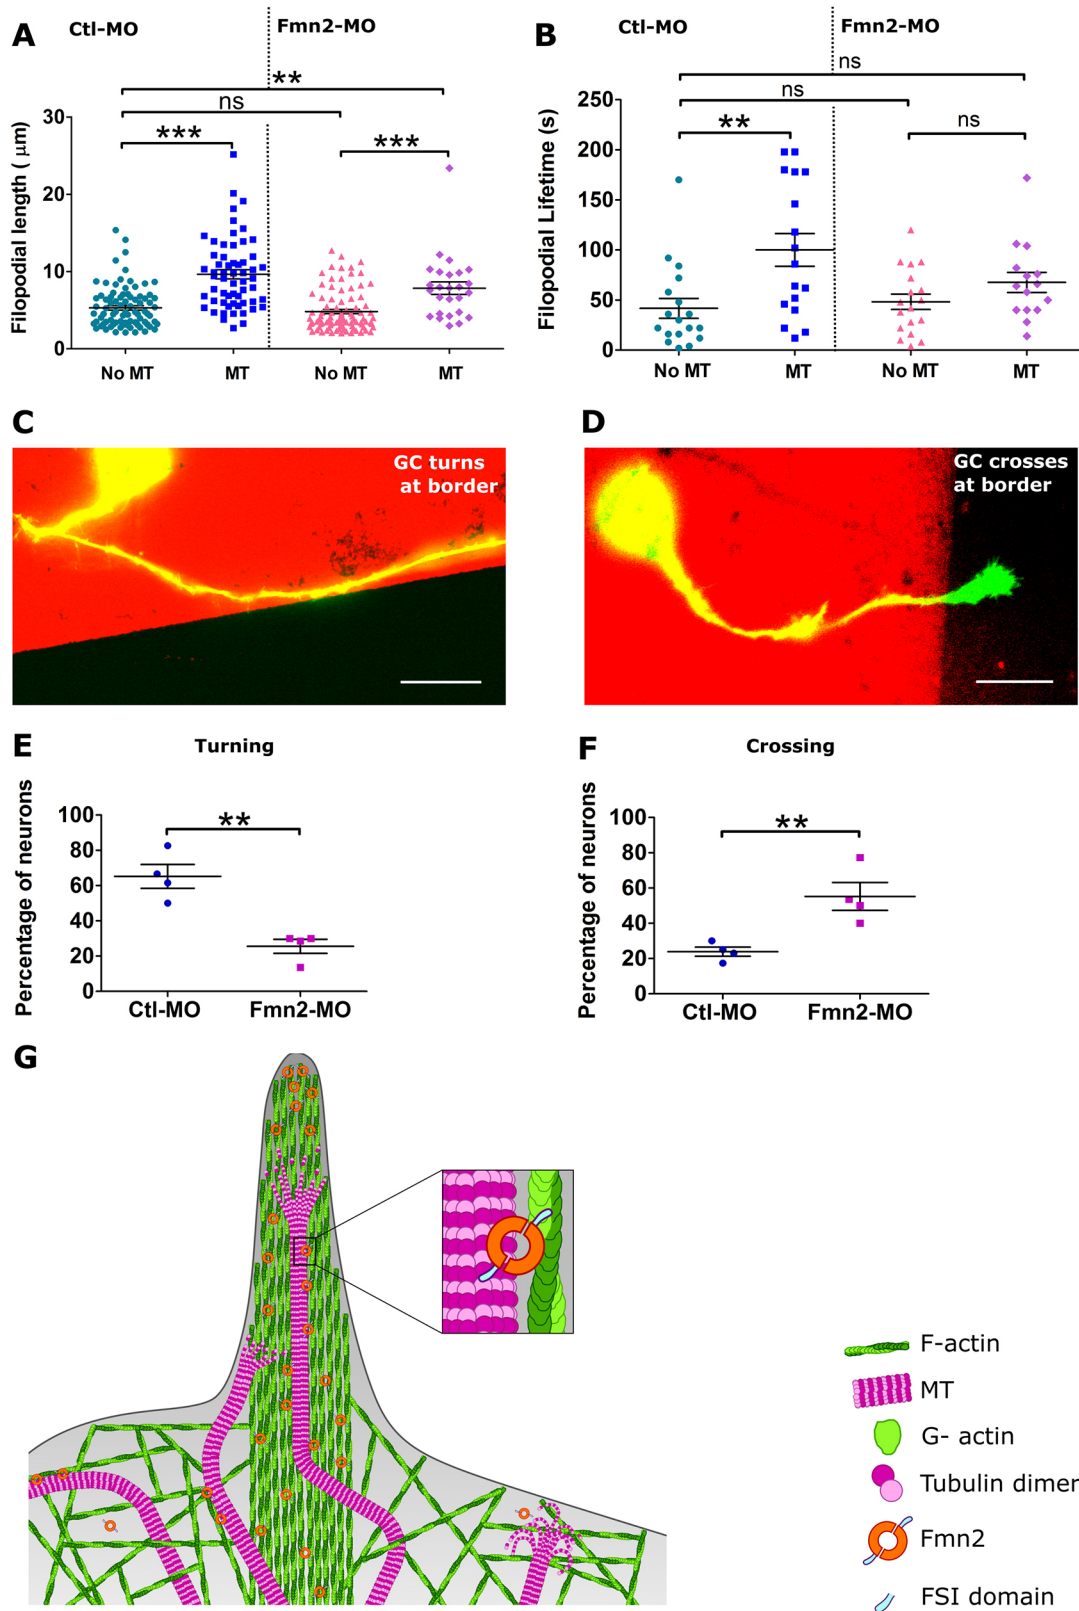 A
Ctl-MO
Fmn2-MO
**
ns
***
***
Filopodial length ( μm)
30
20
10
0
No MT
MT
No MT
MT
B
Ctl-MO
Fmn2-MO
ns
ns
**
ns
Filopodial Lifetime (s)
250
200
150
100
50
0
No MT
MT
No MT
MT
C
GC turns
at border
D
GC crosses
at border
E
Turning
**
Percentage of neurons
100
80
60
40
20
0
Ctl-MO
Fmn2-MO
F
Crossing
**
Percentage of neurons
100
80
60
40
20
0
Ctl-MO
Fmn2-MO
G
F-actin
MT
G- actin
Tubulin dimer
Fmn2
FSI domain